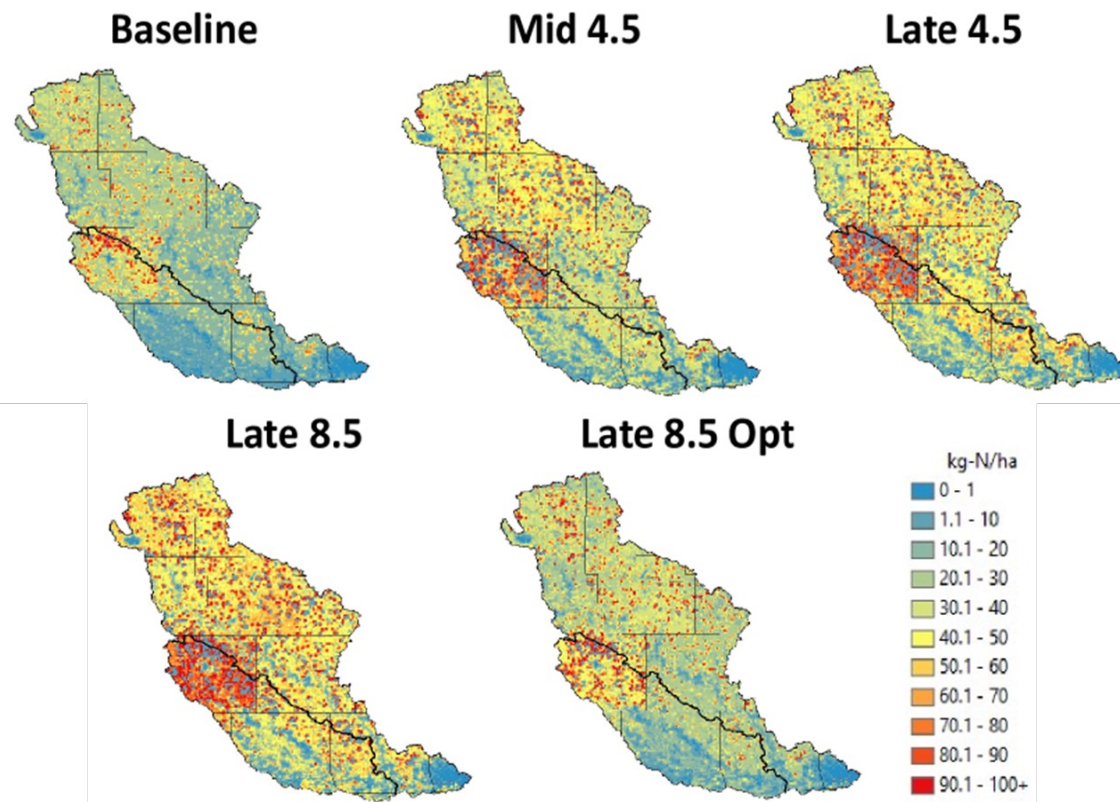 Baseline
Mid 4.5
Late 4.5
Late 8.5
Late 8.5 Opt
kg-N/ha
0 - 1
1.1 - 10
10.1 - 20
20.1 - 30
30.1 - 40
40.1 - 50
50.1 - 60
60.1 - 70
70.1 - 80
80.1 - 90
90.1 - 100+